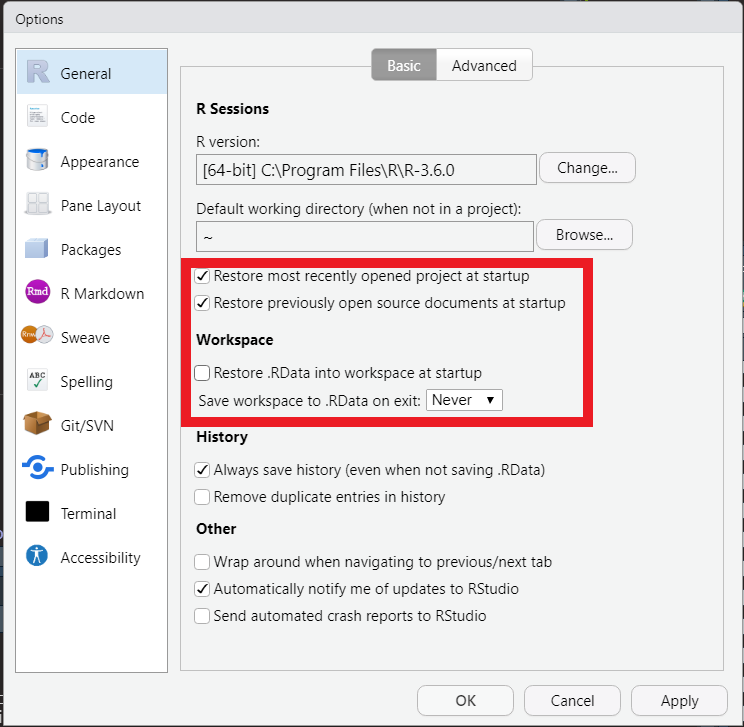 Options
General
Code
Appearance
Pane Layout
Packages
Rmd
R Markdown
Sweave
ABC
Spelling
Git/SVN
Publishing
Terminal
Accessibility
Basic
Advanced
R Sessions
R version:
[64-bit] C:\Program Files\R\R-3.6.0
Change...
Default working directory (when not in a project):
~
Browse...
Restore most recently opened project at startup
Restore previously open source documents at startup
Workspace
Restore .RData into workspace at startup
Save workspace to .RData on exit: Never
History
Always save history (even when not saving .RData)
Remove duplicate entries in history
Other
Wrap around when navigating to previous/next tab
Automatically notify me of updates to RStudio
Send automated crash reports to RStudio
OK
Cancel
Apply